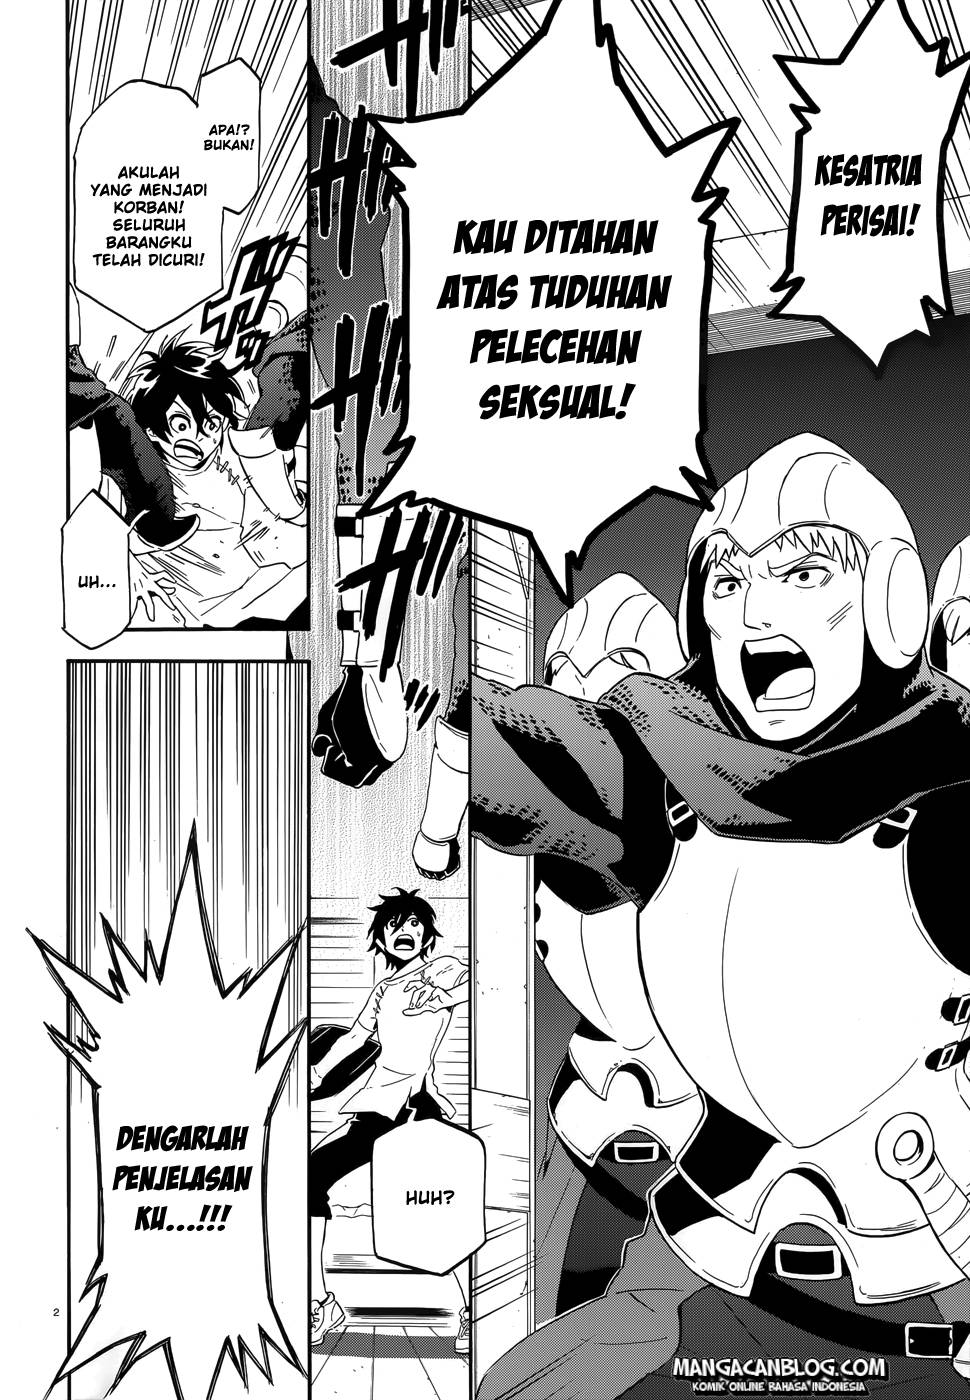 KESATRIA
PERISAI!
KAU DITAHAN
ATAS TUDUHAN
PELECEHAN
SEKSUAL!
HUH?
APA!?
BUKAN!
AKULAH
YANG MENJADI
KORBAN!
SELURUH
BARANGKU
TELAH DICURI!
UH...
DENGARLAH
PENJELASAN
KU...!!!
2
MANGACANBLOG.COM
KOMIK ONLINE BAHASA INDONESIA